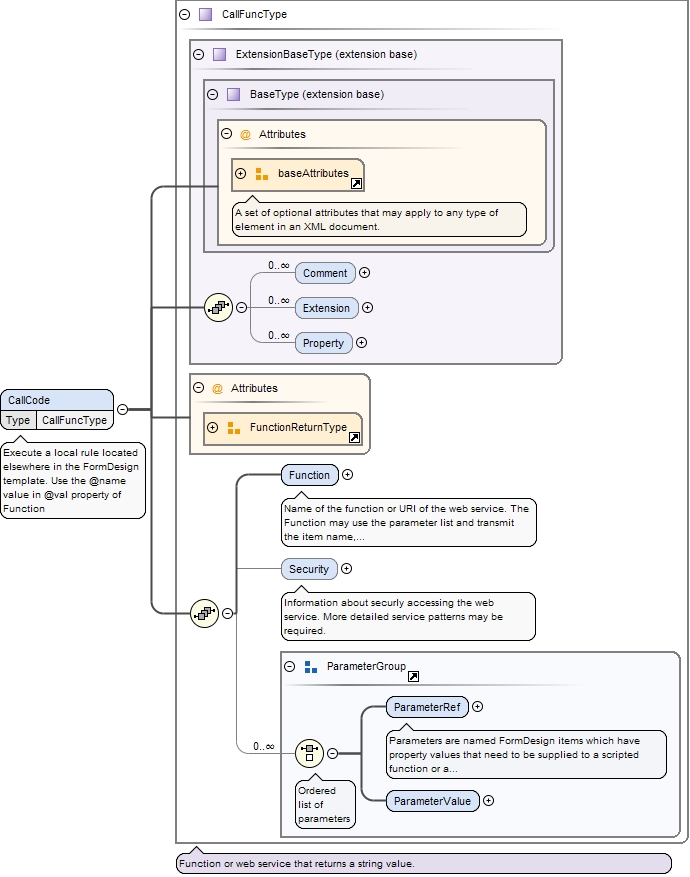 CallFuncType
ExtensionBaseType (extension base)
BaseType (extension base)
@ Attributes
baseAttributes
A set of optional attributes that may apply to any type of
element in an XML document.
0..∞ Comment
0..∞ Extension
0..∞ Property
@ Attributes
FunctionReturnType
CallCode
Type CallFuncType
Execute a local rule located
elsewhere in the FormDesign
template. Use the @name
value in @val property of
Function
Function
Name of the function or URI of the web service. The
Function may use the parameter list and transmit
the item name,...
Security
Information about securly accessing the web
service. More detailed service patterns may be
required.
ParameterGroup
ParameterRef
Parameters are named FormDesign items which have
property values that need to be supplied to a scripted
function or a...
0..∞
Ordered
list of
parameters
ParameterValue
Function or web service that returns a string value.